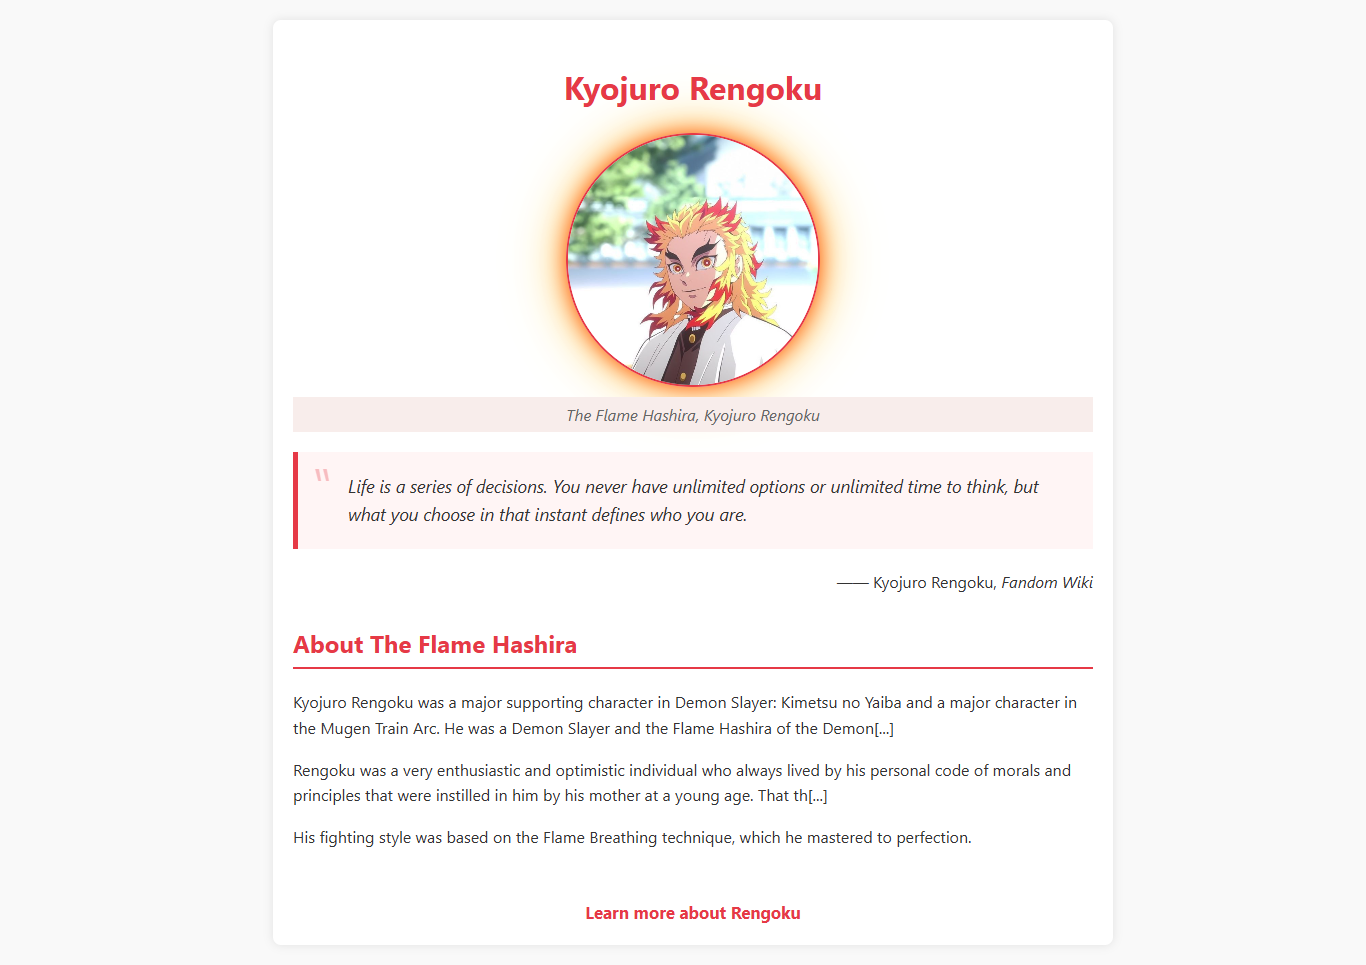 Kyojuro Rengoku
The Flame Hashira, Kyojuro Rengoku
"
Life is a series of decisions. You never have unlimited options or unlimited time to think, but
what you choose in that instant defines who you are.
—— Kyojuro Rengoku, Fandom Wiki
About The Flame Hashira
Kyojuro Rengoku was a major supporting character in Demon Slayer: Kimetsu no Yaiba and a major character in
the Mugen Train Arc. He was a Demon Slayer and the Flame Hashira of the Demon[...]
Rengoku was a very enthusiastic and optimistic individual who always lived by his personal code of morals and
principles that were instilled in him by his mother at a young age. That th[...]
His fighting style was based on the Flame Breathing technique, which he mastered to perfection.
Learn more about Rengoku